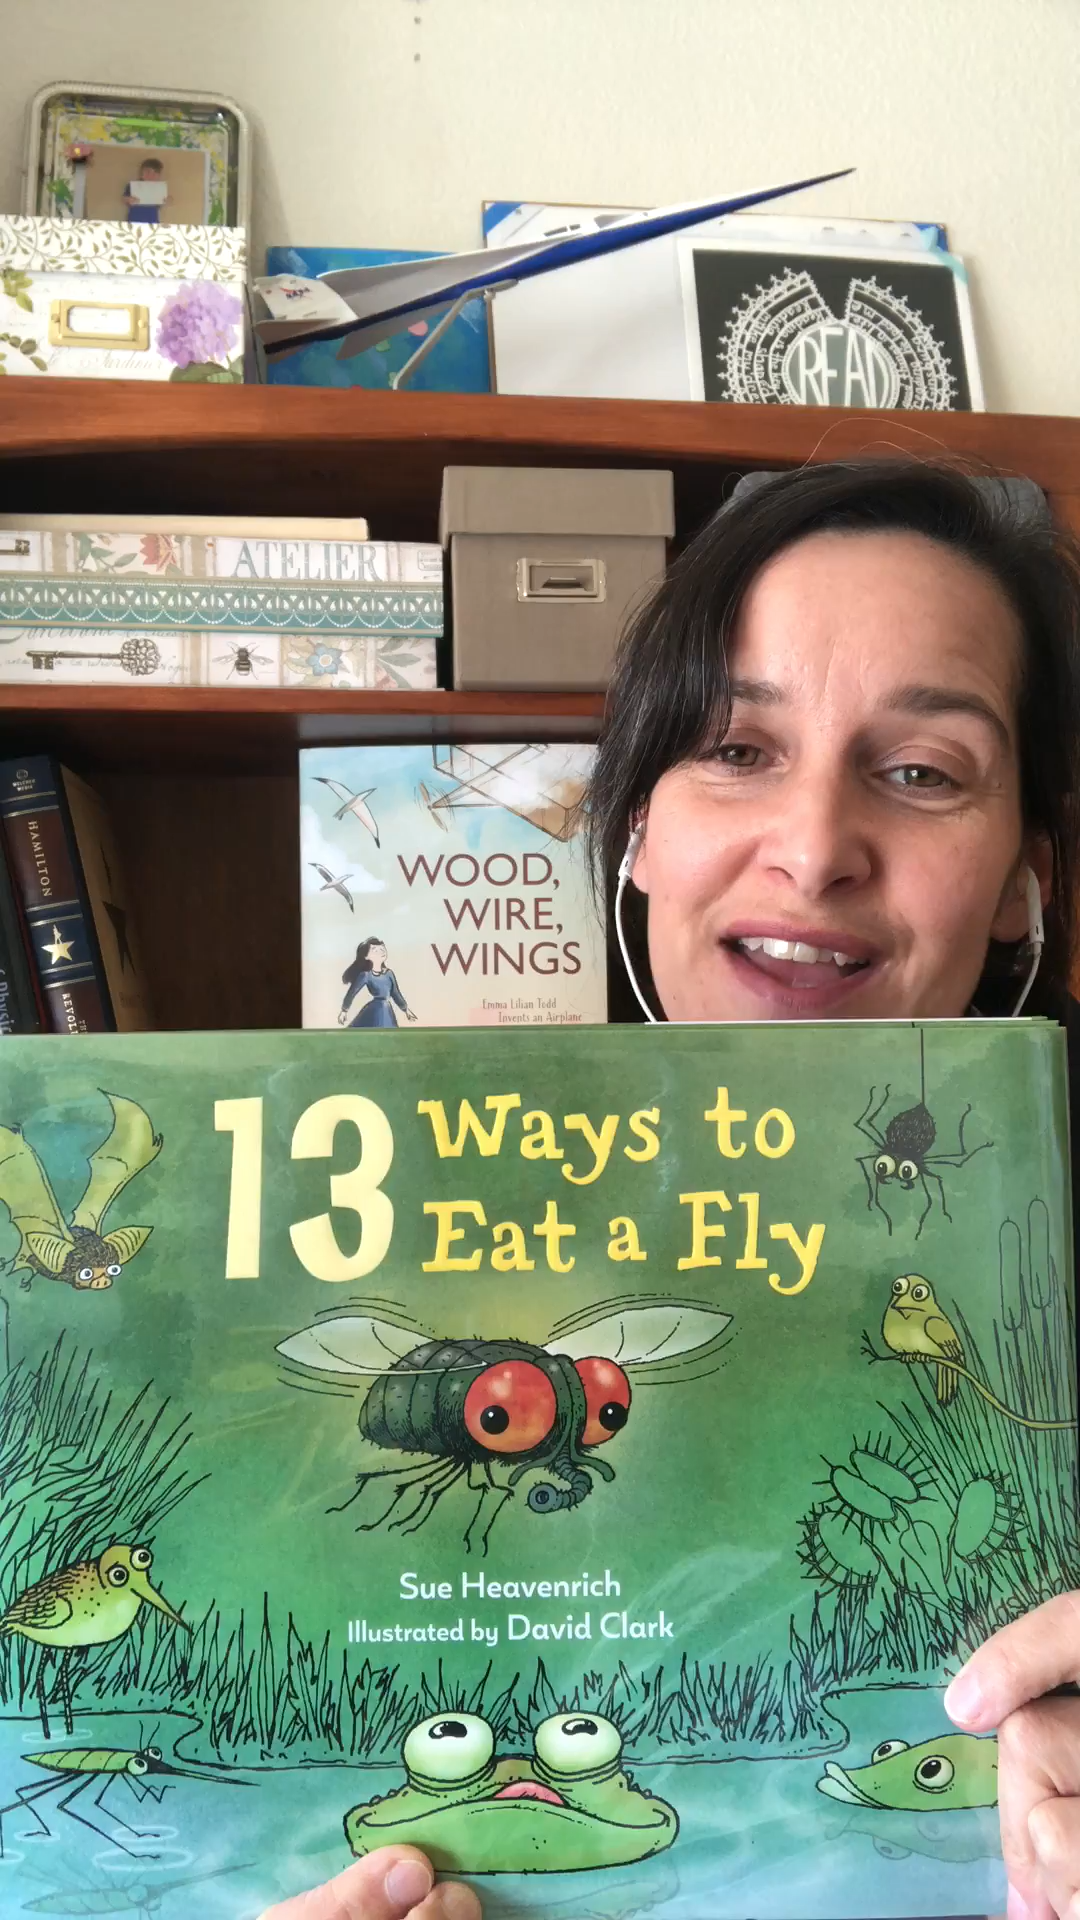 READ
ATELIER
HAMILTON
WOOD,
WIRE,
WINGS
Emma Lilian Todd
Invents an Airplane
13 Ways to
Eat a Fly
Sue Heavenrich
Illustrated by David Clark